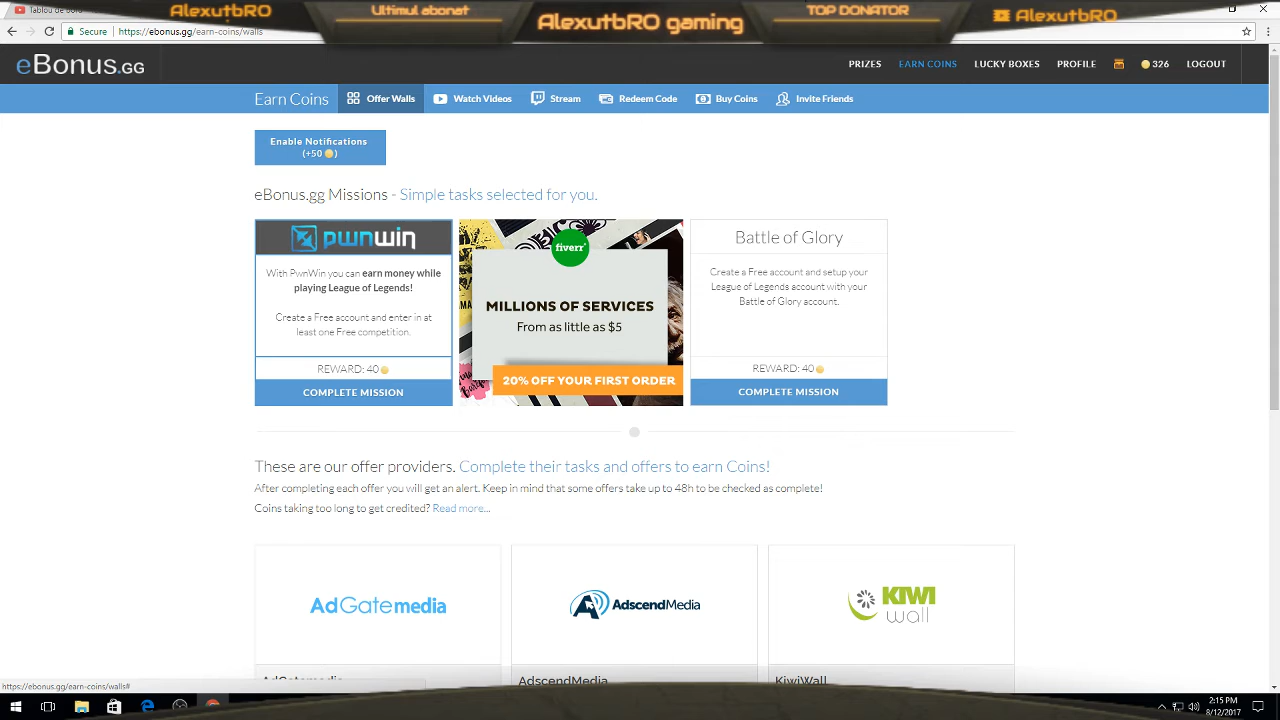 Tablou de bord
AlexutbRO
Ultimul abonat
AlexutbRO gaming
TOP DONATOR
AlexutbRO
Secure
https://ebonus.gg/earn-coins/walls
eBonus.GG
PRIZES
EARN COINS
LUCKY BOXES
PROFILE
326
LOGOUT
Earn Coins
Offer Walls
Watch Videos
Stream
Redeem Code
Buy Coins
Invite Friends
Enable Notifications
(+50 )
eBonus.gg Missions - Simple tasks selected for you.
pwnwin
With PwnWin you can earn money while
playing League of Legends!
Create a Free account and enter in at
least one Free competition.
REWARD: 40
COMPLETE MISSION
fiverr
MILLIONS OF SERVICES
From as little as $5
20% OFF YOUR FIRST ORDER
Battle of Glory
Create a Free account and setup your
League of Legends account with your
Battle of Glory account.
REWARD: 40
COMPLETE MISSION
These are our offer providers. Complete their tasks and offers to earn Coins!
After completing each offer you will get an alert. Keep in mind that some offers take up to 48h to be checked as complete!
Coins taking too long to get credited? Read more...
AdGatemedia
AdscendMedia
KIWI
wall
AdGatemedia
AdscendMedia
KiwiWall
https://ebonus.gg/earn-coins/walls#
2:15 PM
8/12/2017